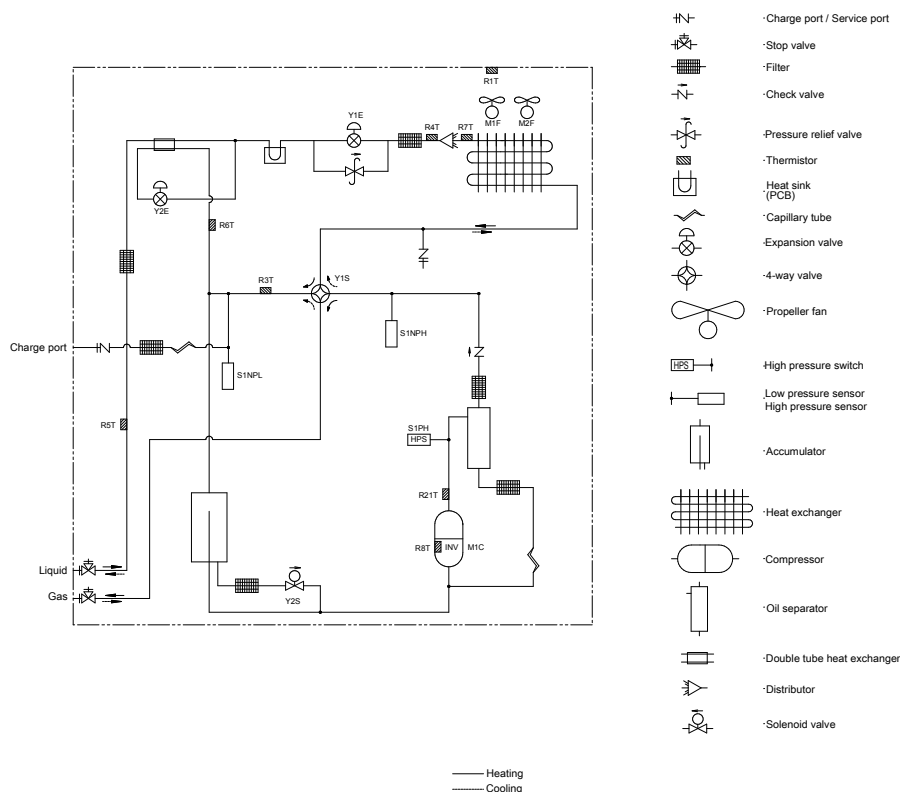 R1T
M1F
M2F
Y1E
R4T
R7T
Y2E
R6T
R3T
Y1S
S1NPH
Charge port
S1NPL
S1PH
HPS
R5T
R21T
R8T
INV
M1C
Liquid
Y2S
Gas
·Charge port / Service port
·Stop valve
·Filter
·Check valve
·Pressure relief valve
·Thermistor
·Heat sink
(PCB)
·Capillary tube
·Expansion valve
·4-way valve
·Propeller fan
HPS
·High pressure switch
·Low pressure sensor
High pressure sensor
·Accumulator
·Heat exchanger
·Compressor
·Oil separator
·Double tube heat exchanger
·Distributor
·Solenoid valve
Heating
Cooling